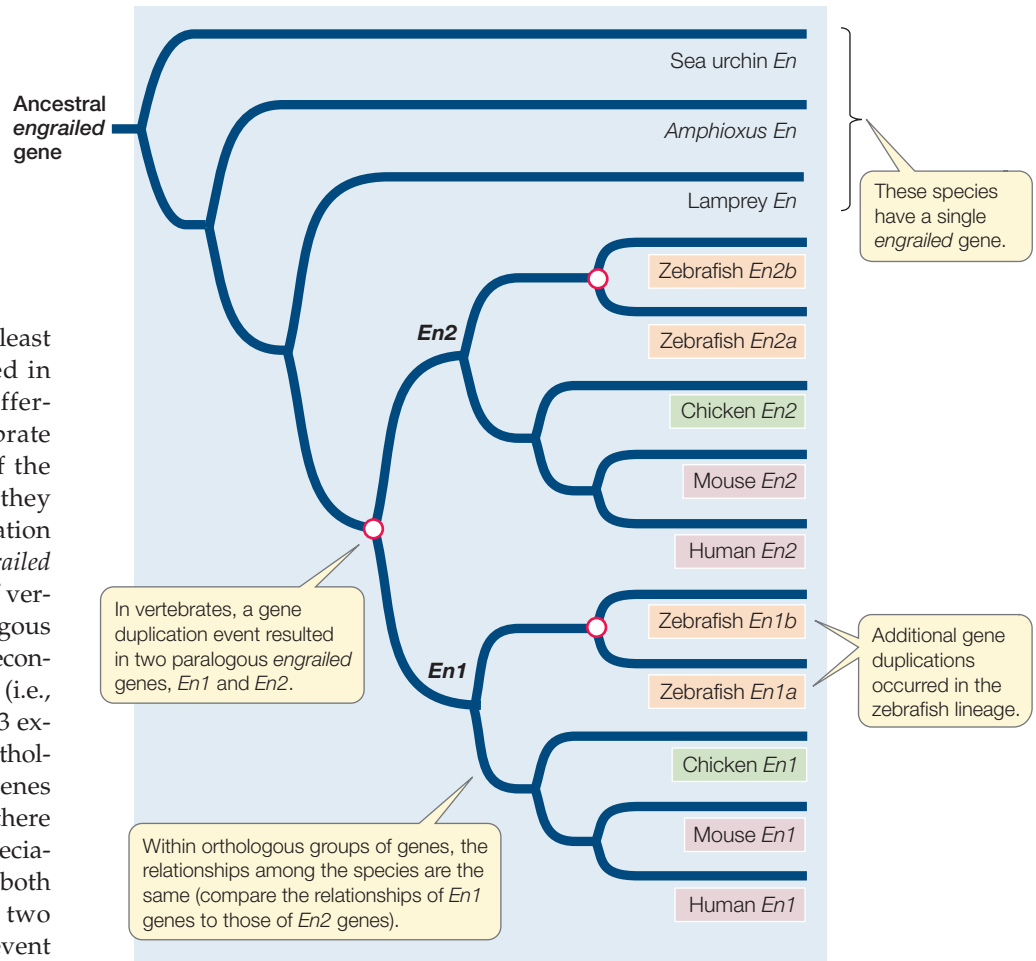 Ancestral
engrailed
gene
Sea urchin En
Amphioxus En
Lamprey En
These species
have a single
engrailed gene.
En2
Zebrafish En2b
Zebrafish En2a
Chicken En2
Mouse En2
Human En2
least
ed in
ffer-
brate
f the
they
ation
railed
f ver-
gous
econ-
(i.e.,
3 ex-
thol-
enes
there
ecia-
both
two
event
In vertebrates, a gene
duplication event resulted
in two paralogous engrailed
genes, En1 and En2.
En1
Zebrafish En1b
Zebrafish En1a
Chicken En1
Mouse En1
Human En1
Additional gene
duplications
occurred in the
zebrafish lineage.
Within orthologous groups of genes, the
relationships among the species are the
same (compare the relationships of En1
genes to those of En2 genes).